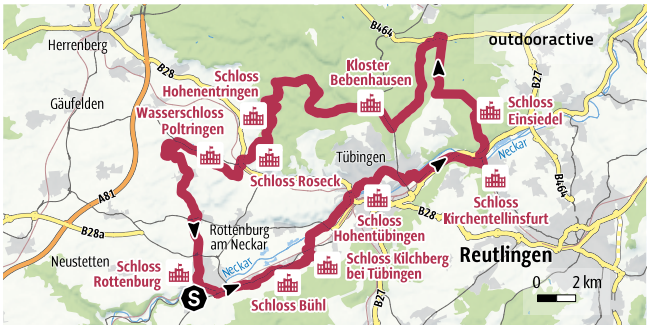 B464
outdooractive
Herrenberg
B28
Schloss
Hohenentringen
Kloster
Bebenhausen
B27
Gäufelden
Wasserschloss
Poltringen
Schloss
Einsiedel
Tübingen
Neckar
A81
Schloss Roseck
B464
Schloss
Kirchentellinsfurt
B28a
Rottenburg
am Neckar
Schloss
Hohentübingen
B28
Reutlingen
Neustetten
Schloss
Rottenburg
Neckar
Schloss Kilchberg
bei Tübingen
S
Schloss Bühl
B27
0 2 km